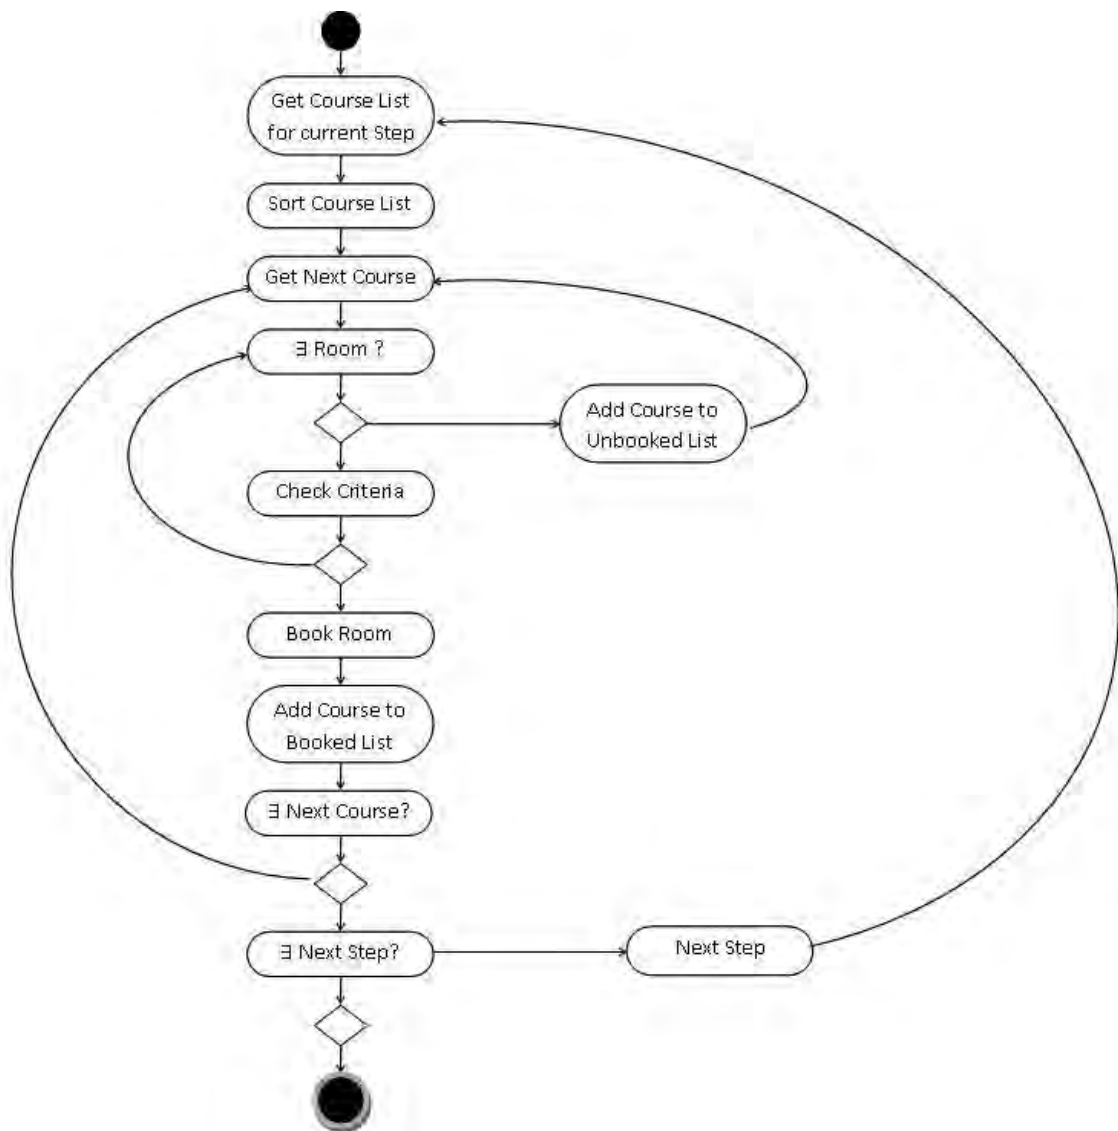 Get Course List
for current Step
Sort Course List
Get Next Course
∃ Room ?
Add Course to
Unbooked List
Check Criteria
Book Room
Add Course to
Booked List
∃ Next Course?
∃ Next Step?
Next Step